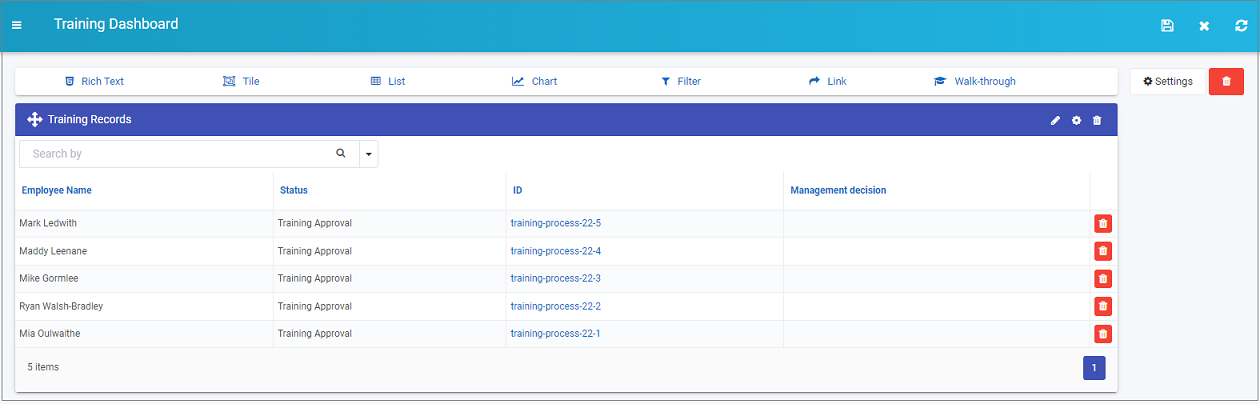 Training Dashboard
Rich Text Tile List Chart Filter Link Walk-through Settings
Training Records
Search by
Employee Name Status ID Management decision
Mark Ledwith Training Approval training-process-22-5
Maddy Leenane Training Approval training-process-22-4
Mike Gormlee Training Approval training-process-22-3
Ryan Walsh-Bradley Training Approval training-process-22-2
Mia Oulwaithe Training Approval training-process-22-1
5 items 1